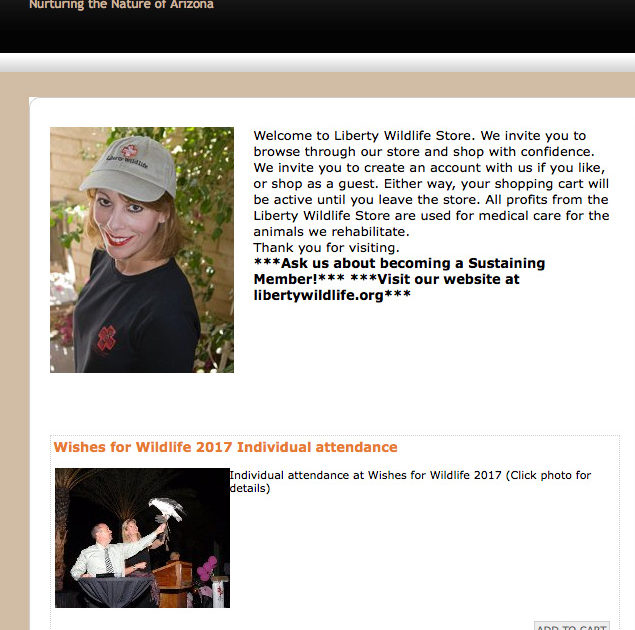 Nurturing the Nature of Arizona
Liberty Wildlife
Welcome to Liberty Wildlife Store. We invite you to
browse through our store and shop with confidence.
We invite you to create an account with us if you like,
or shop as a guest. Either way, your shopping cart will
be active until you leave the store. All profits from the
Liberty Wildlife Store are used for medical care for the
animals we rehabilitate.
Thank you for visiting.
***Ask us about becoming a Sustaining
Member!*** ***Visit our website at
libertywildlife.org***
Wishes for Wildlife 2017 Individual attendance
Individual attendance at Wishes for Wildlife 2017 (Click photo for
details)
ADD TO CART